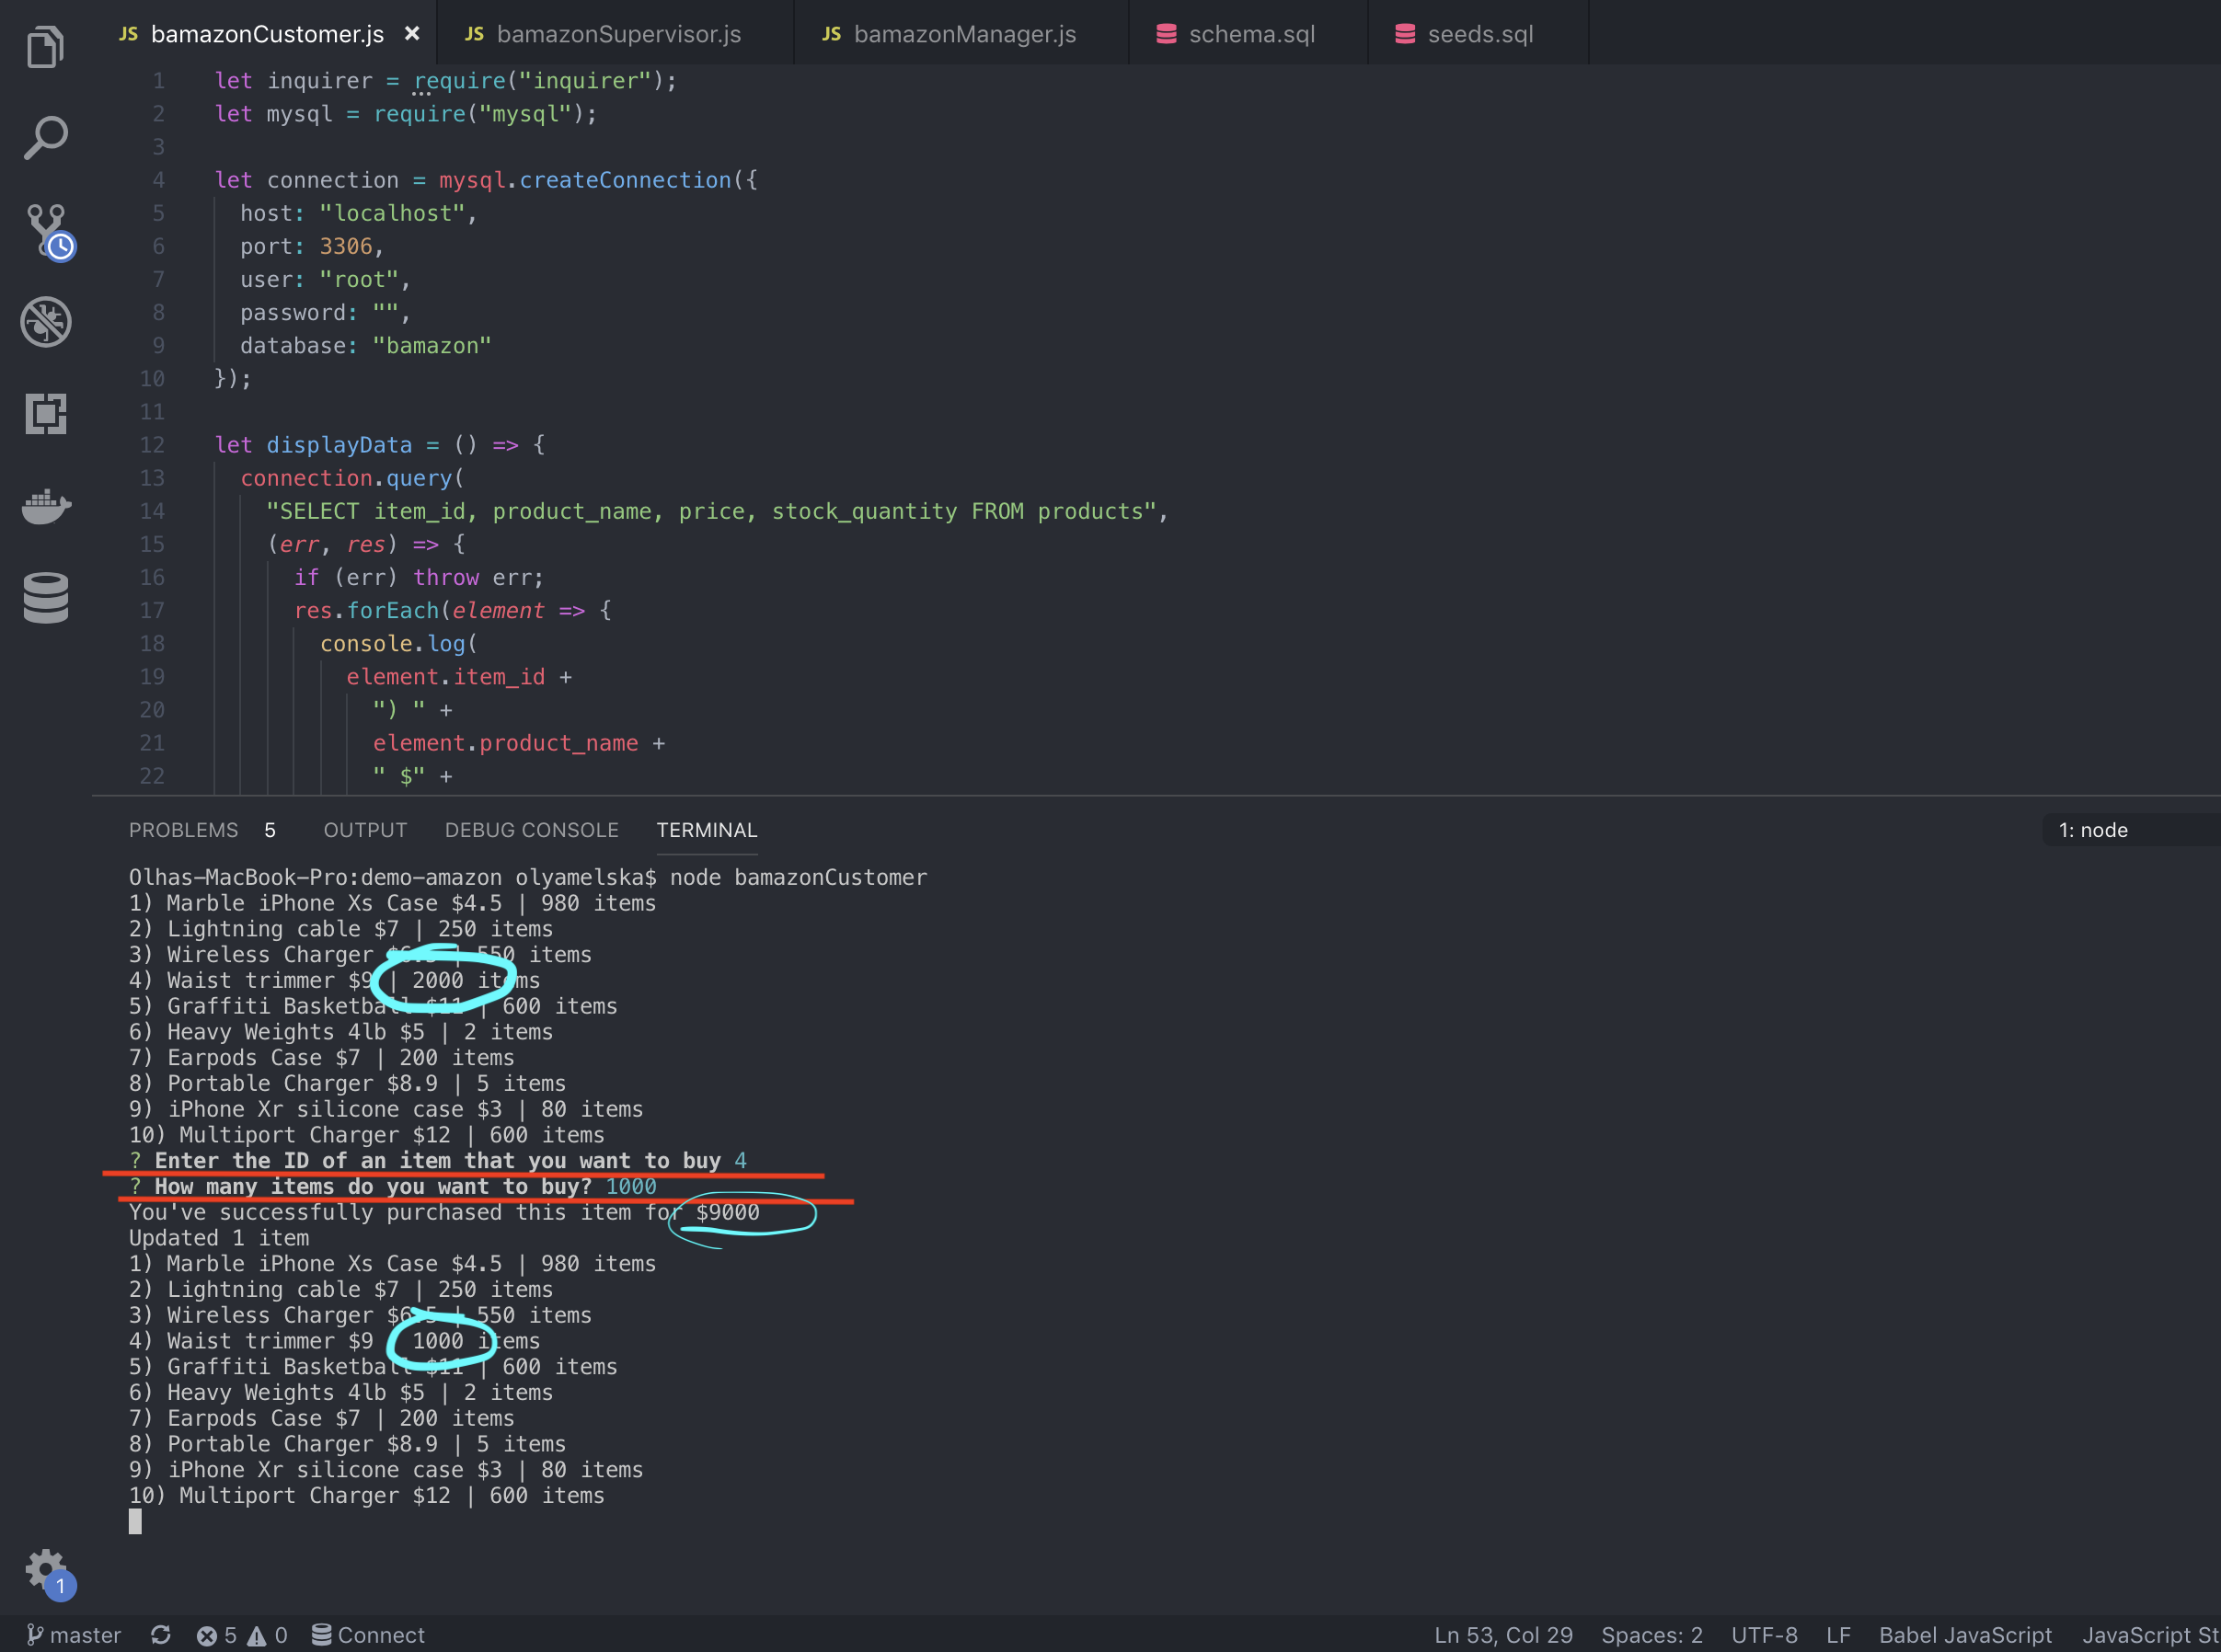 JS bamazonCustomer.js × JS bamazonSupervisor.js JS bamazonManager.js schema.sql seeds.sql
1 let inquirer = require("inquirer");
2 let mysql = require("mysql");
3
4 let connection = mysql.createConnection({
5 host: "localhost",
6 port: 3306,
7 user: "root",
8 password: "",
9 database: "bamazon"
10 });
11
12 let displayData = () => {
13 connection.query(
14 "SELECT item_id, product_name, price, stock_quantity FROM products",
15 (err, res) => {
16 if (err) throw err;
17 res.forEach(element => {
18 console.log(
19 element.item_id +
20 ") " +
21 element.product_name +
22 " $" +
PROBLEMS 5 OUTPUT DEBUG CONSOLE TERMINAL 1: node
Olhas-MacBook-Pro:demo-amazon olyamelska$ node bamazonCustomer
1) Marble iPhone Xs Case $4.5 | 980 items
2) Lightning cable $7 | 250 items
3) Wireless Charger $6.5 | 550 items
4) Waist trimmer $9 | 2000 items
5) Graffiti Basketball $11 | 600 items
6) Heavy Weights 4lb $5 | 2 items
7) Earpods Case $7 | 200 items
8) Portable Charger $8.9 | 5 items
9) iPhone Xr silicone case $3 | 80 items
10) Multiport Charger $12 | 600 items
? Enter the ID of an item that you want to buy 4
? How many items do you want to buy? 1000
You've successfully purchased this item for $9000
Updated 1 item
1) Marble iPhone Xs Case $4.5 | 980 items
2) Lightning cable $7 | 250 items
3) Wireless Charger $6.5 | 550 items
4) Waist trimmer $9 1000 items
5) Graffiti Basketball $11 | 600 items
6) Heavy Weights 4lb $5 | 2 items
7) Earpods Case $7 | 200 items
8) Portable Charger $8.9 | 5 items
9) iPhone Xr silicone case $3 | 80 items
10) Multiport Charger $12 | 600 items
1
master 5 0 Connect Ln 53, Col 29 Spaces: 2 UTF-8 LF Babel JavaScript JavaScript St